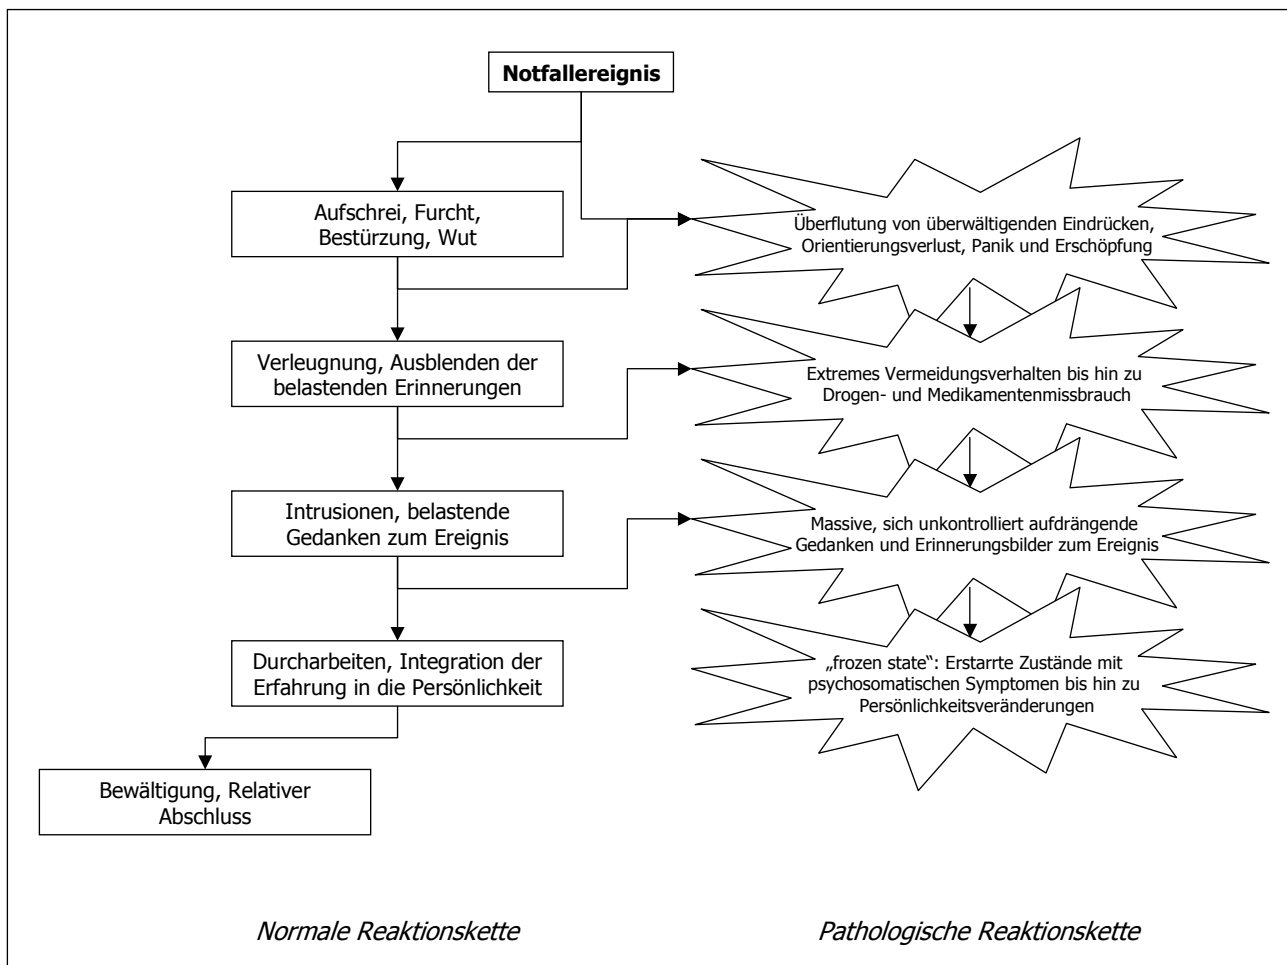 Notfallereignis
Aufschrei, Furcht,
Bestürzung, Wut
Überflutung von überwältigenden Eindrücken,
Orientierungsverlust, Panik und Erschöpfung
Verleugnung, Ausblenden der
belastenden Erinnerungen
Extremes Vermeidungsverhalten bis hin zu
Drogen- und Medikamentenmissbrauch
Intrusionen, belastende
Gedanken zum Ereignis
Massive, sich unkontrolliert aufdrängende
Gedanken und Erinnerungsbilder zum Ereignis
Durcharbeiten, Integration der
Erfahrung in die Persönlichkeit
„frozen state“: Erstarrte Zustände mit
psychosomatischen Symptomen bis hin zu
Persönlichkeitsveränderungen
Bewältigung, Relativer
Abschluss
Normale Reaktionskette
Pathologische Reaktionskette